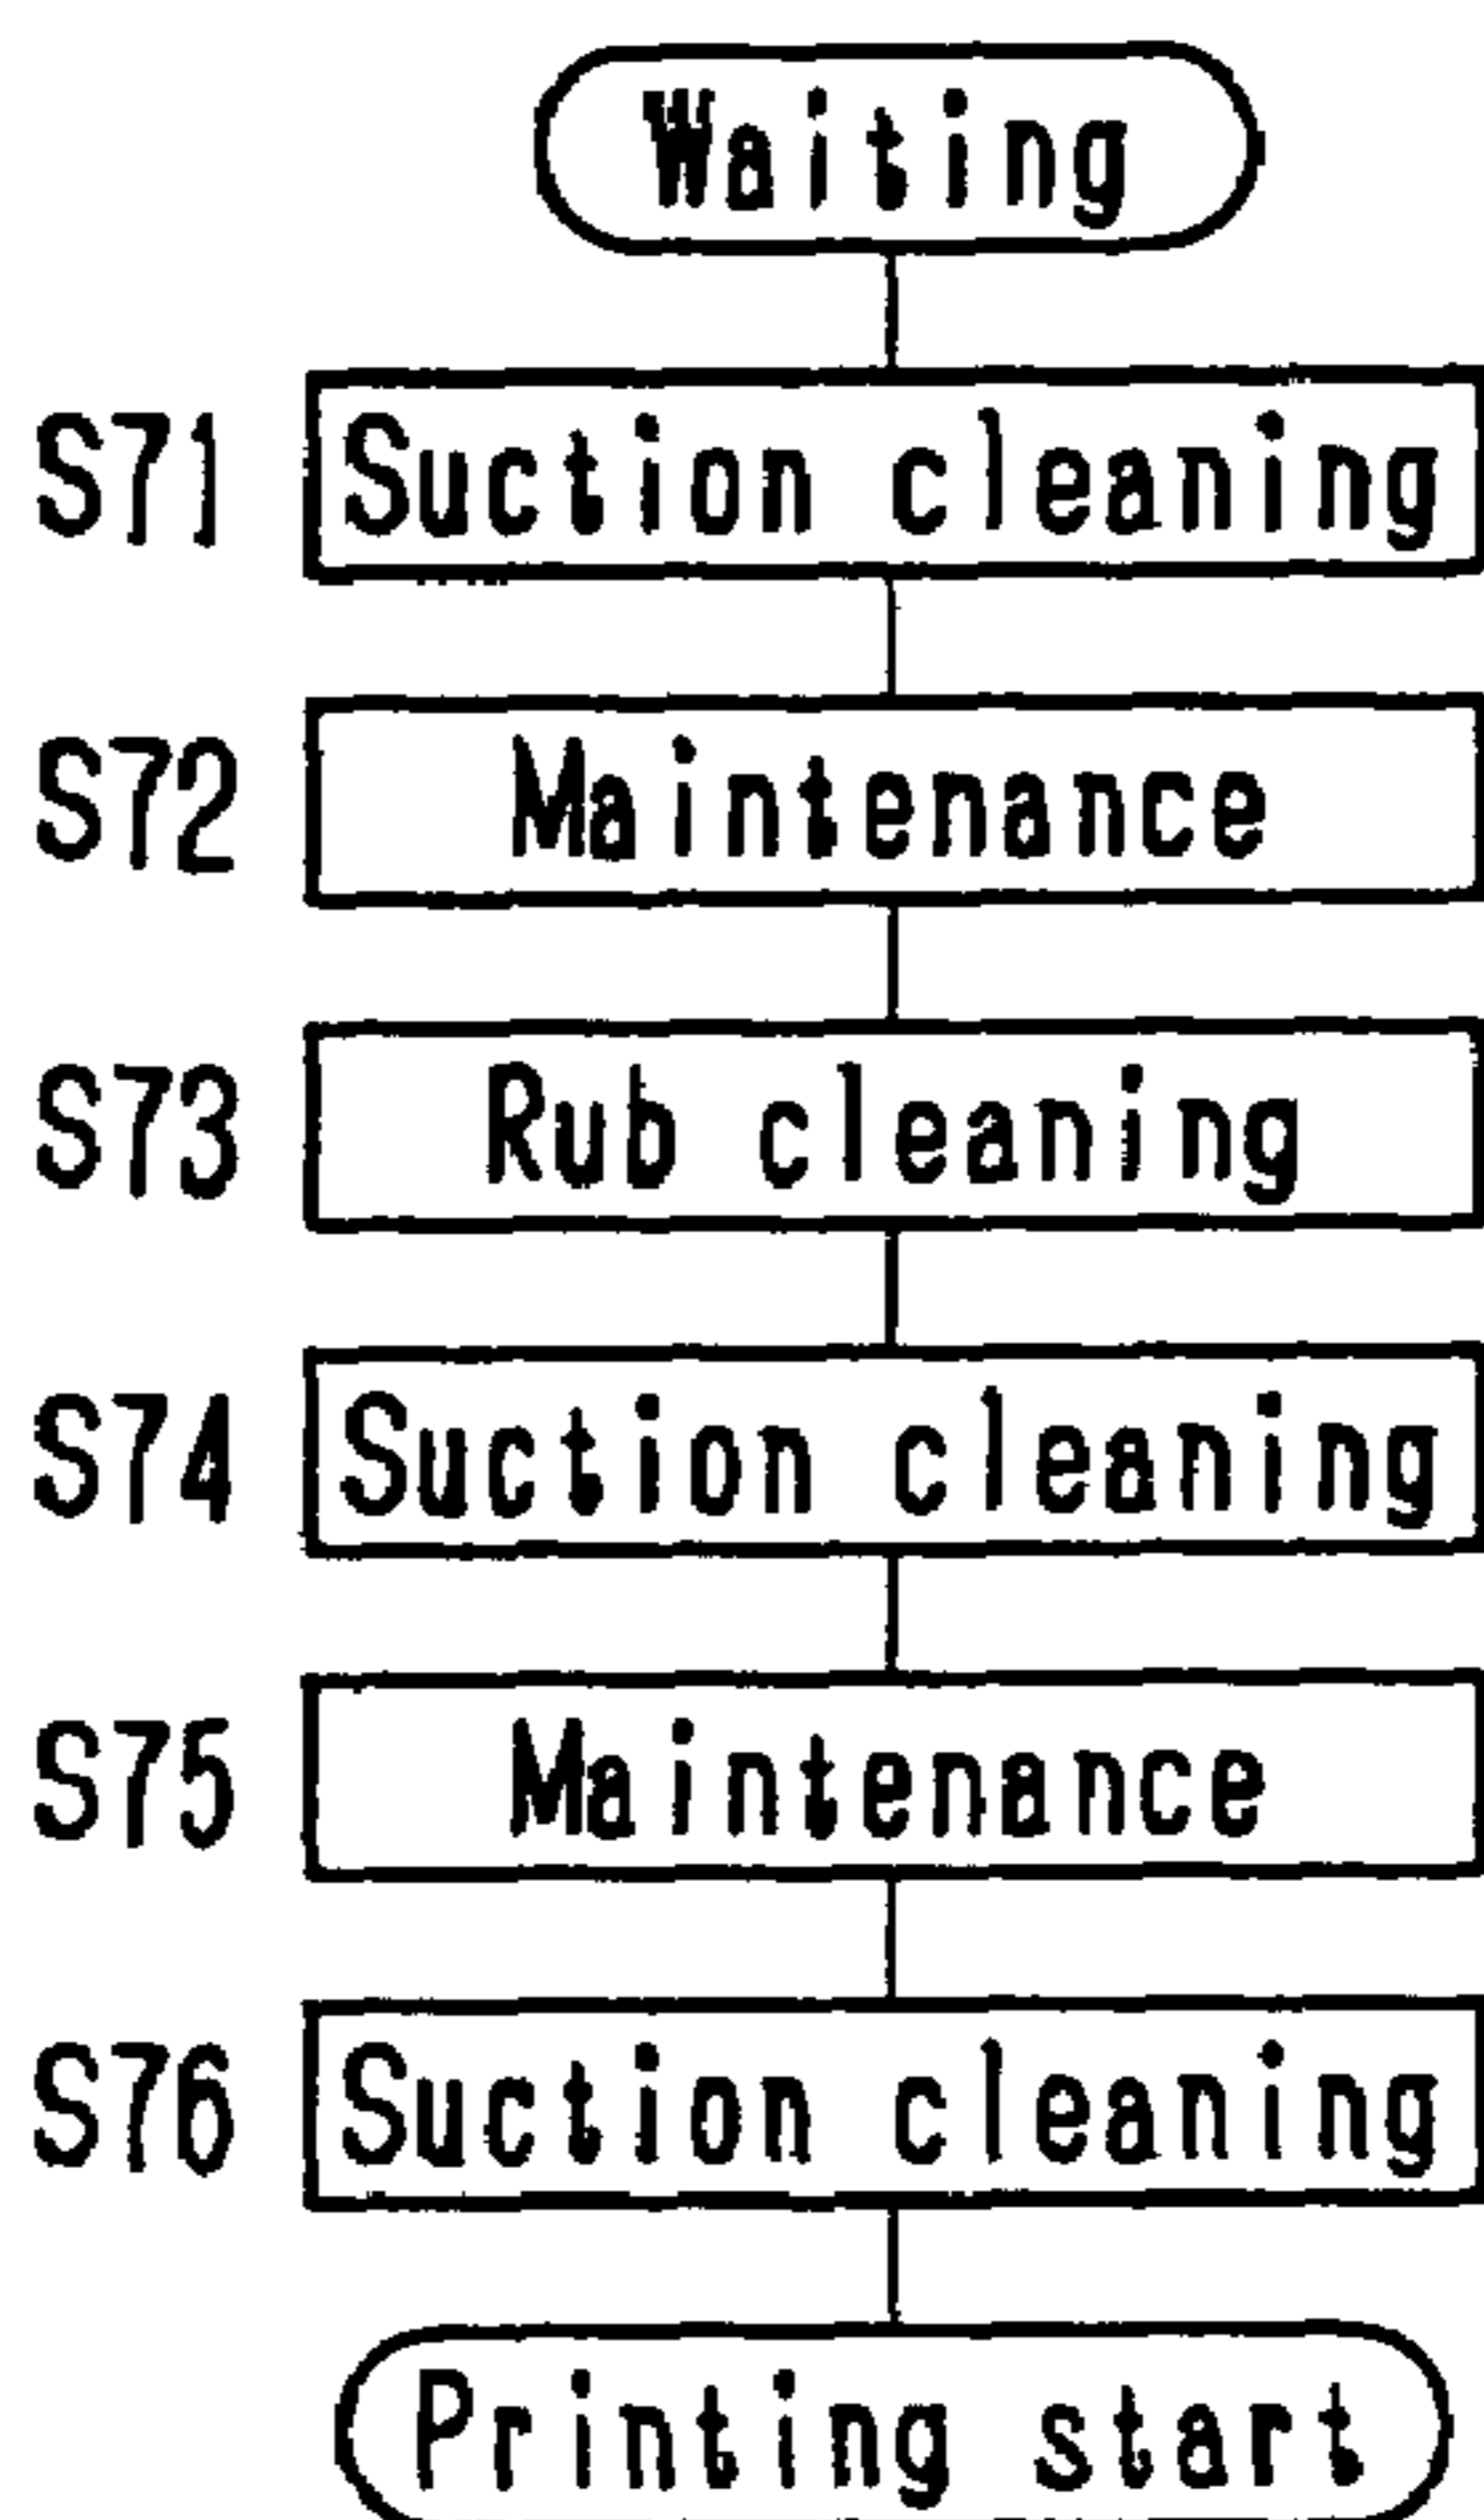 Waiting
S71 Suction cleaning
S72 Maintenance
S73 Rub cleaning
S74 Suction cleaning
S75 Maintenance
S76 Suction cleaning
Printing start